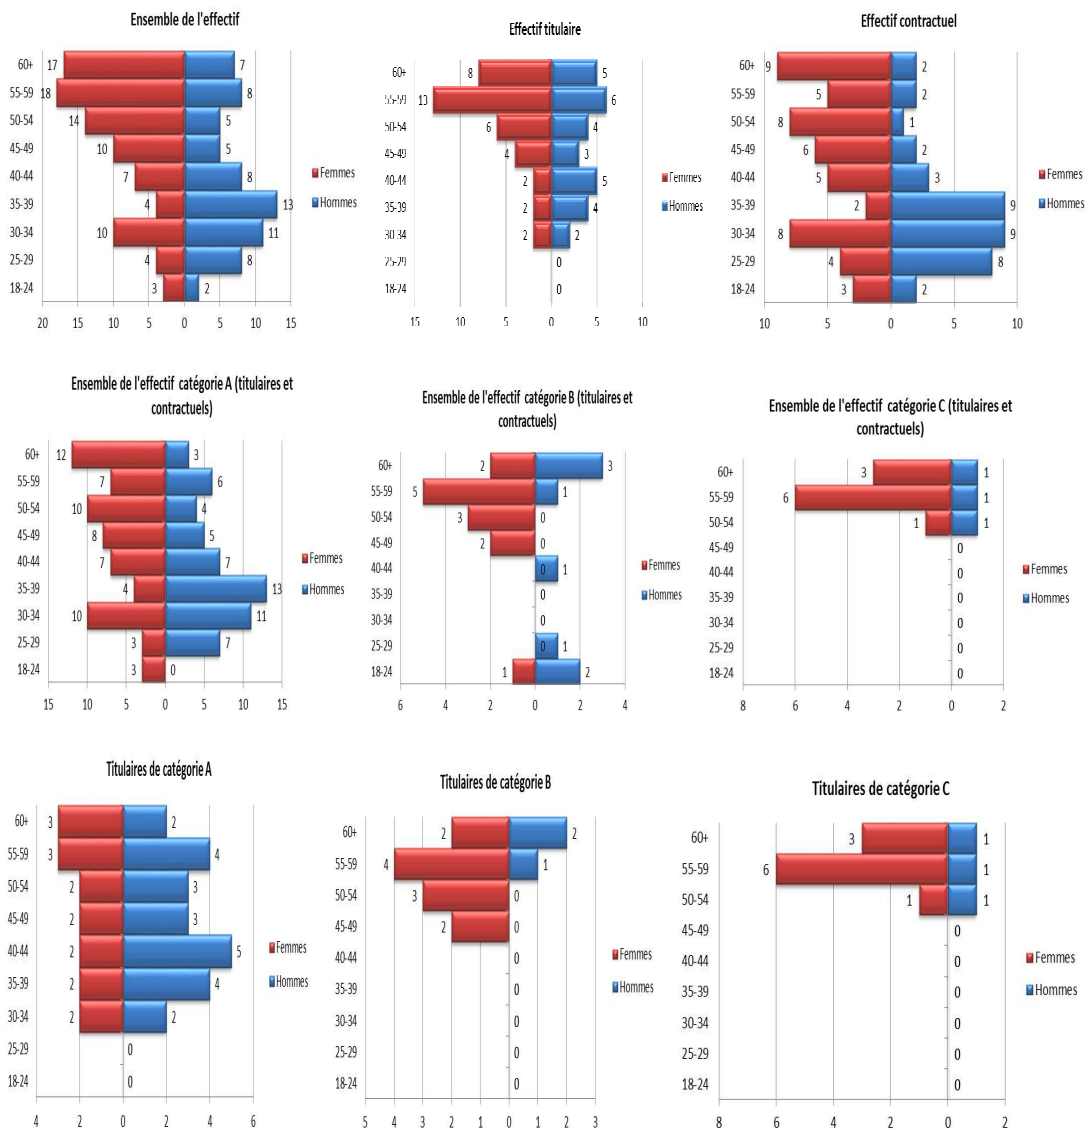 Ensemble de l'effectif
60+ 17 7
55-59 18 8
50-54 14 5
45-49 10 5
40-44 7 8
35-39 4 13
30-34 10 11
25-29 4 8
18-24 3 2
20 15 10 5 0 5 10 15
Femmes
Hommes
Effectif titulaire
60+ 8 5
55-59 13 6
50-54 6 4
45-49 4 3
40-44 2 5
35-39 2 4
30-34 2 2
25-29 0
18-24 0
15 10 5 0 5 10
Femmes
Hommes
Effectif contractuel
60+ 9 2
55-59 5 2
50-54 8 1
45-49 6 2
40-44 5 3
35-39 2 9
30-34 8 9
25-29 4 8
18-24 3 2
10 5 0 5 10
Femmes
Hommes
Ensemble de l'effectif catégorie A (titulaires et
contractuels)
60+ 12 3
55-59 7 6
50-54 10 4
45-49 8 5
40-44 7 7
35-39 4 13
30-34 10 11
25-29 3 7
18-24 3 0
15 10 5 0 5 10 15
Femmes
Hommes
Ensemble de l'effectif catégorie B (titulaires et
contractuels)
60+ 2 3
55-59 5 1
50-54 3 0
45-49 2 0
40-44 0 1
35-39 0
30-34 0
25-29 0 1
18-24 1 2
6 4 2 0 2 4
Femmes
Hommes
Ensemble de l'effectif catégorie C (titulaires et
contractuels)
60+ 3 1
55-59 6 1
50-54 1 1
45-49 0
40-44 0
35-39 0
30-34 0
25-29 0
18-24 0
8 6 4 2 0 2
Femmes
Hommes
Titulaires de catégorie A
60+ 3 2
55-59 3 4
50-54 2 3
45-49 2 3
40-44 2 5
35-39 2 4
30-34 2 2
25-29 0
18-24 0
4 2 0 2 4 6
Femmes
Hommes
Titulaires de catégorie B
60+ 2 2
55-59 4 1
50-54 3 0
45-49 2 0
40-44 0
35-39 0
30-34 0
25-29 0
18-24 0
5 4 3 2 1 0 1 2 3
Femmes
Hommes
Titulaires de catégorie C
60+ 3 1
55-59 6 1
50-54 1 1
45-49 0
40-44 0
35-39 0
30-34 0
25-29 0
18-24 0
8 6 4 2 0 2
Femmes
Hommes